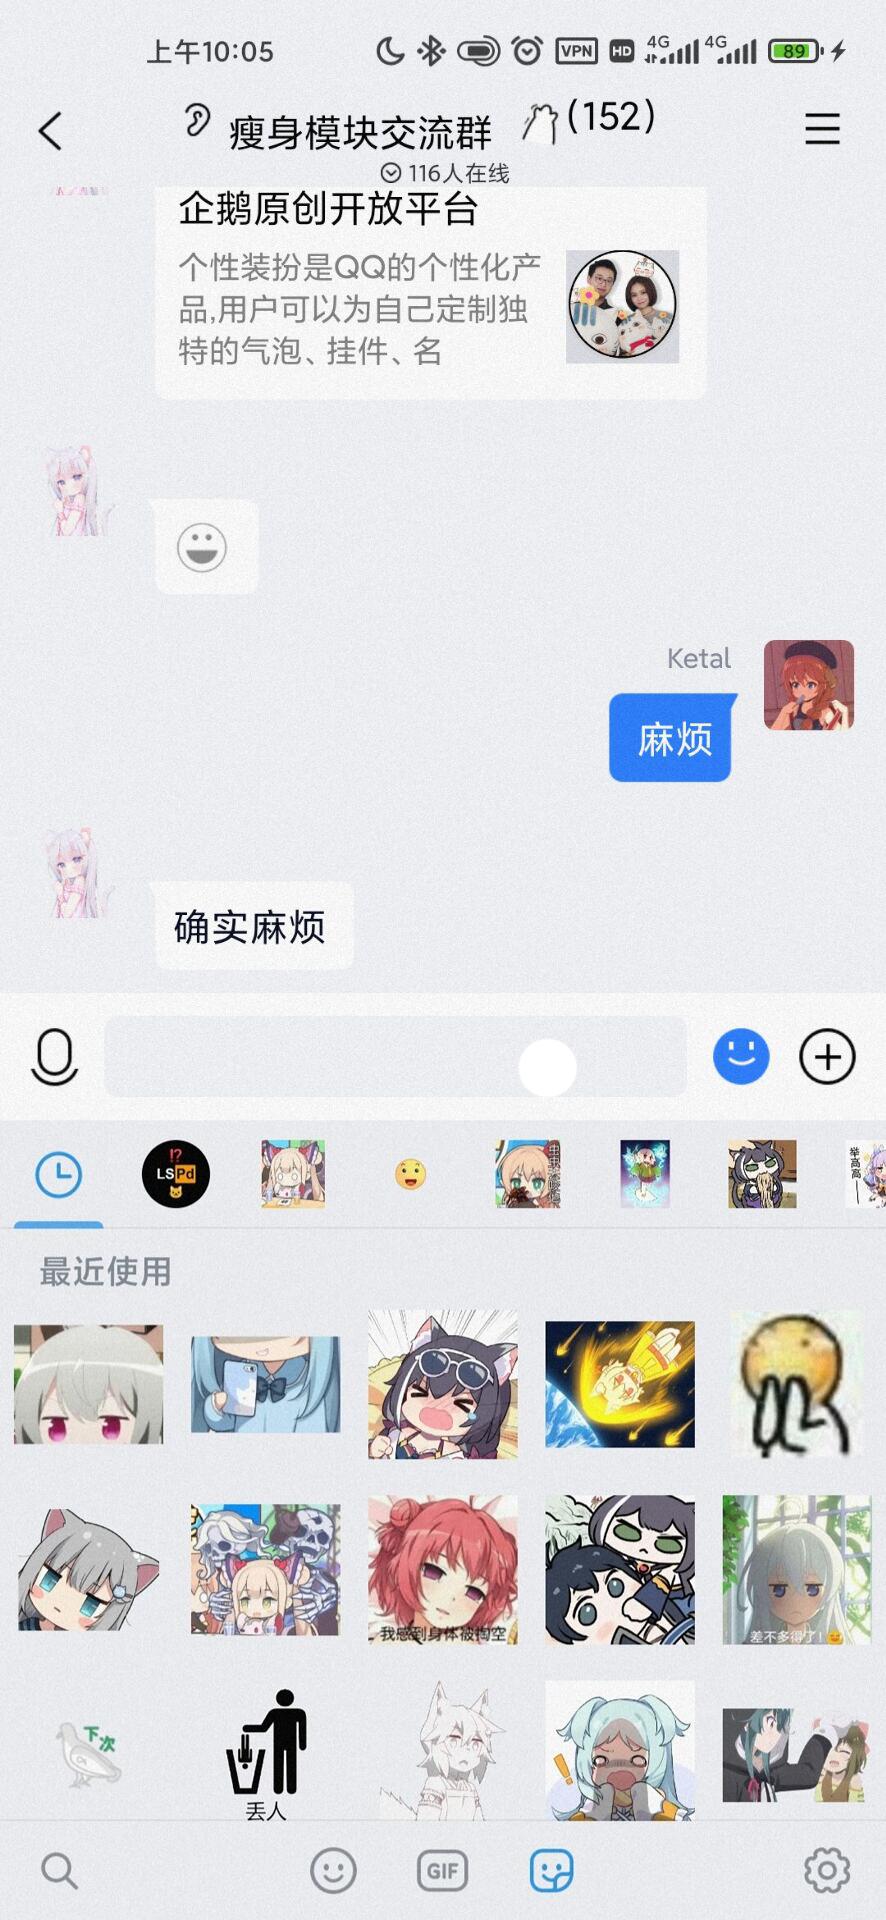 上午10:05
VPN
HD
4G
4G
89
瘦身模块交流群
(152)
116人在线
企鹅原创开放平台
个性装扮是QQ的个性化产
品,用户可以为自己定制独
特的气泡、挂件、名
Ketal
麻烦
确实麻烦
!?
LSPd
举高高
最近使用
我感到身体被掏空
差不多得了!
下次
丢人
GIF